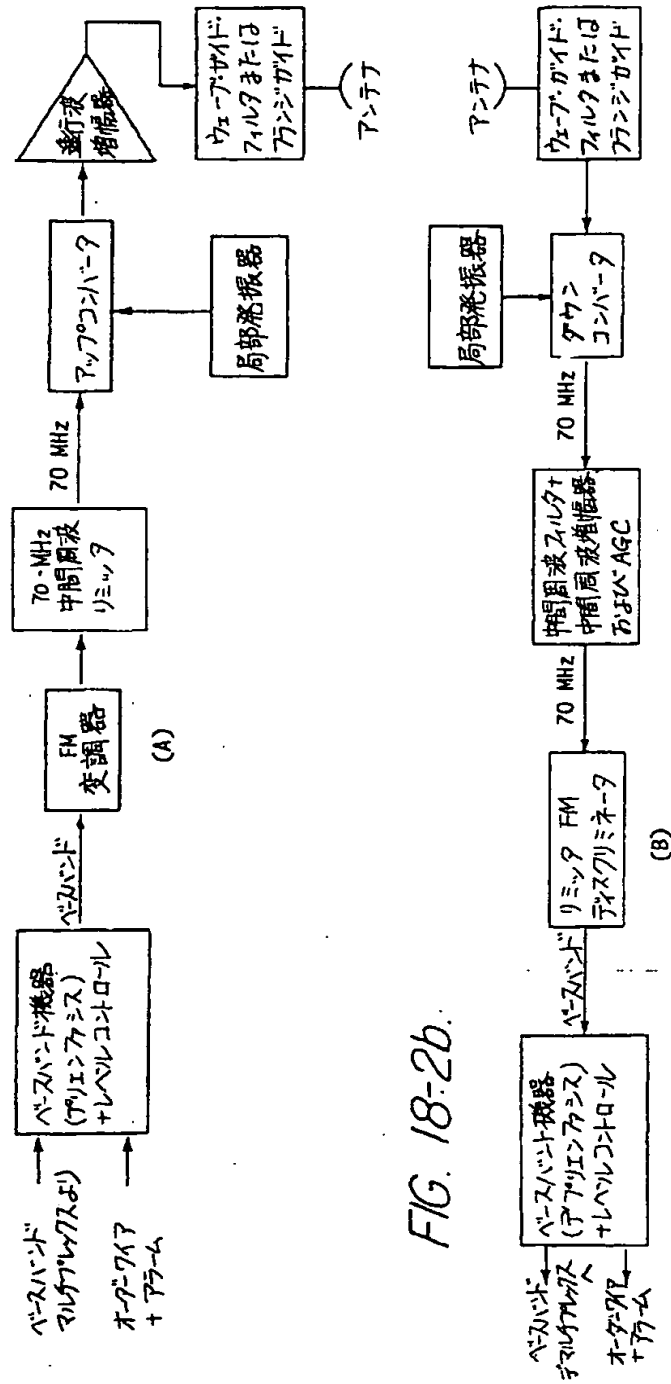 ベースバンド
マルチプレックスより
オーダーワイア
+ アラーム
ベースバンド機器
(プリエンファシス)
+レベルコントロール
ベースバンド
FM
変調器
70-MHz
中間周波
リミッタ
70 MHz
アップコンバータ
局部発振器
並行波
増幅器
ウェーブ・サイド・
フィルタまたは
フランジガイド
アンテナ
(A)
FIG. 18-2b.
ベースバンド
デマルチプレックス
へ
オーダーワイア
+アラーム
ベースバンド機器
(デプリエンファシス)
+レベルコントロール
ベースバンド
リミッタ FM
ディスクリミネータ
70 MHz
中間周波フィルタ+
中間周波増幅器
およびAGC
70 MHz
ダウン
コンバータ
局部発振器
ウェーブ・ガイド・
フィルタまたは
フランジガイド
アンテナ
(B)